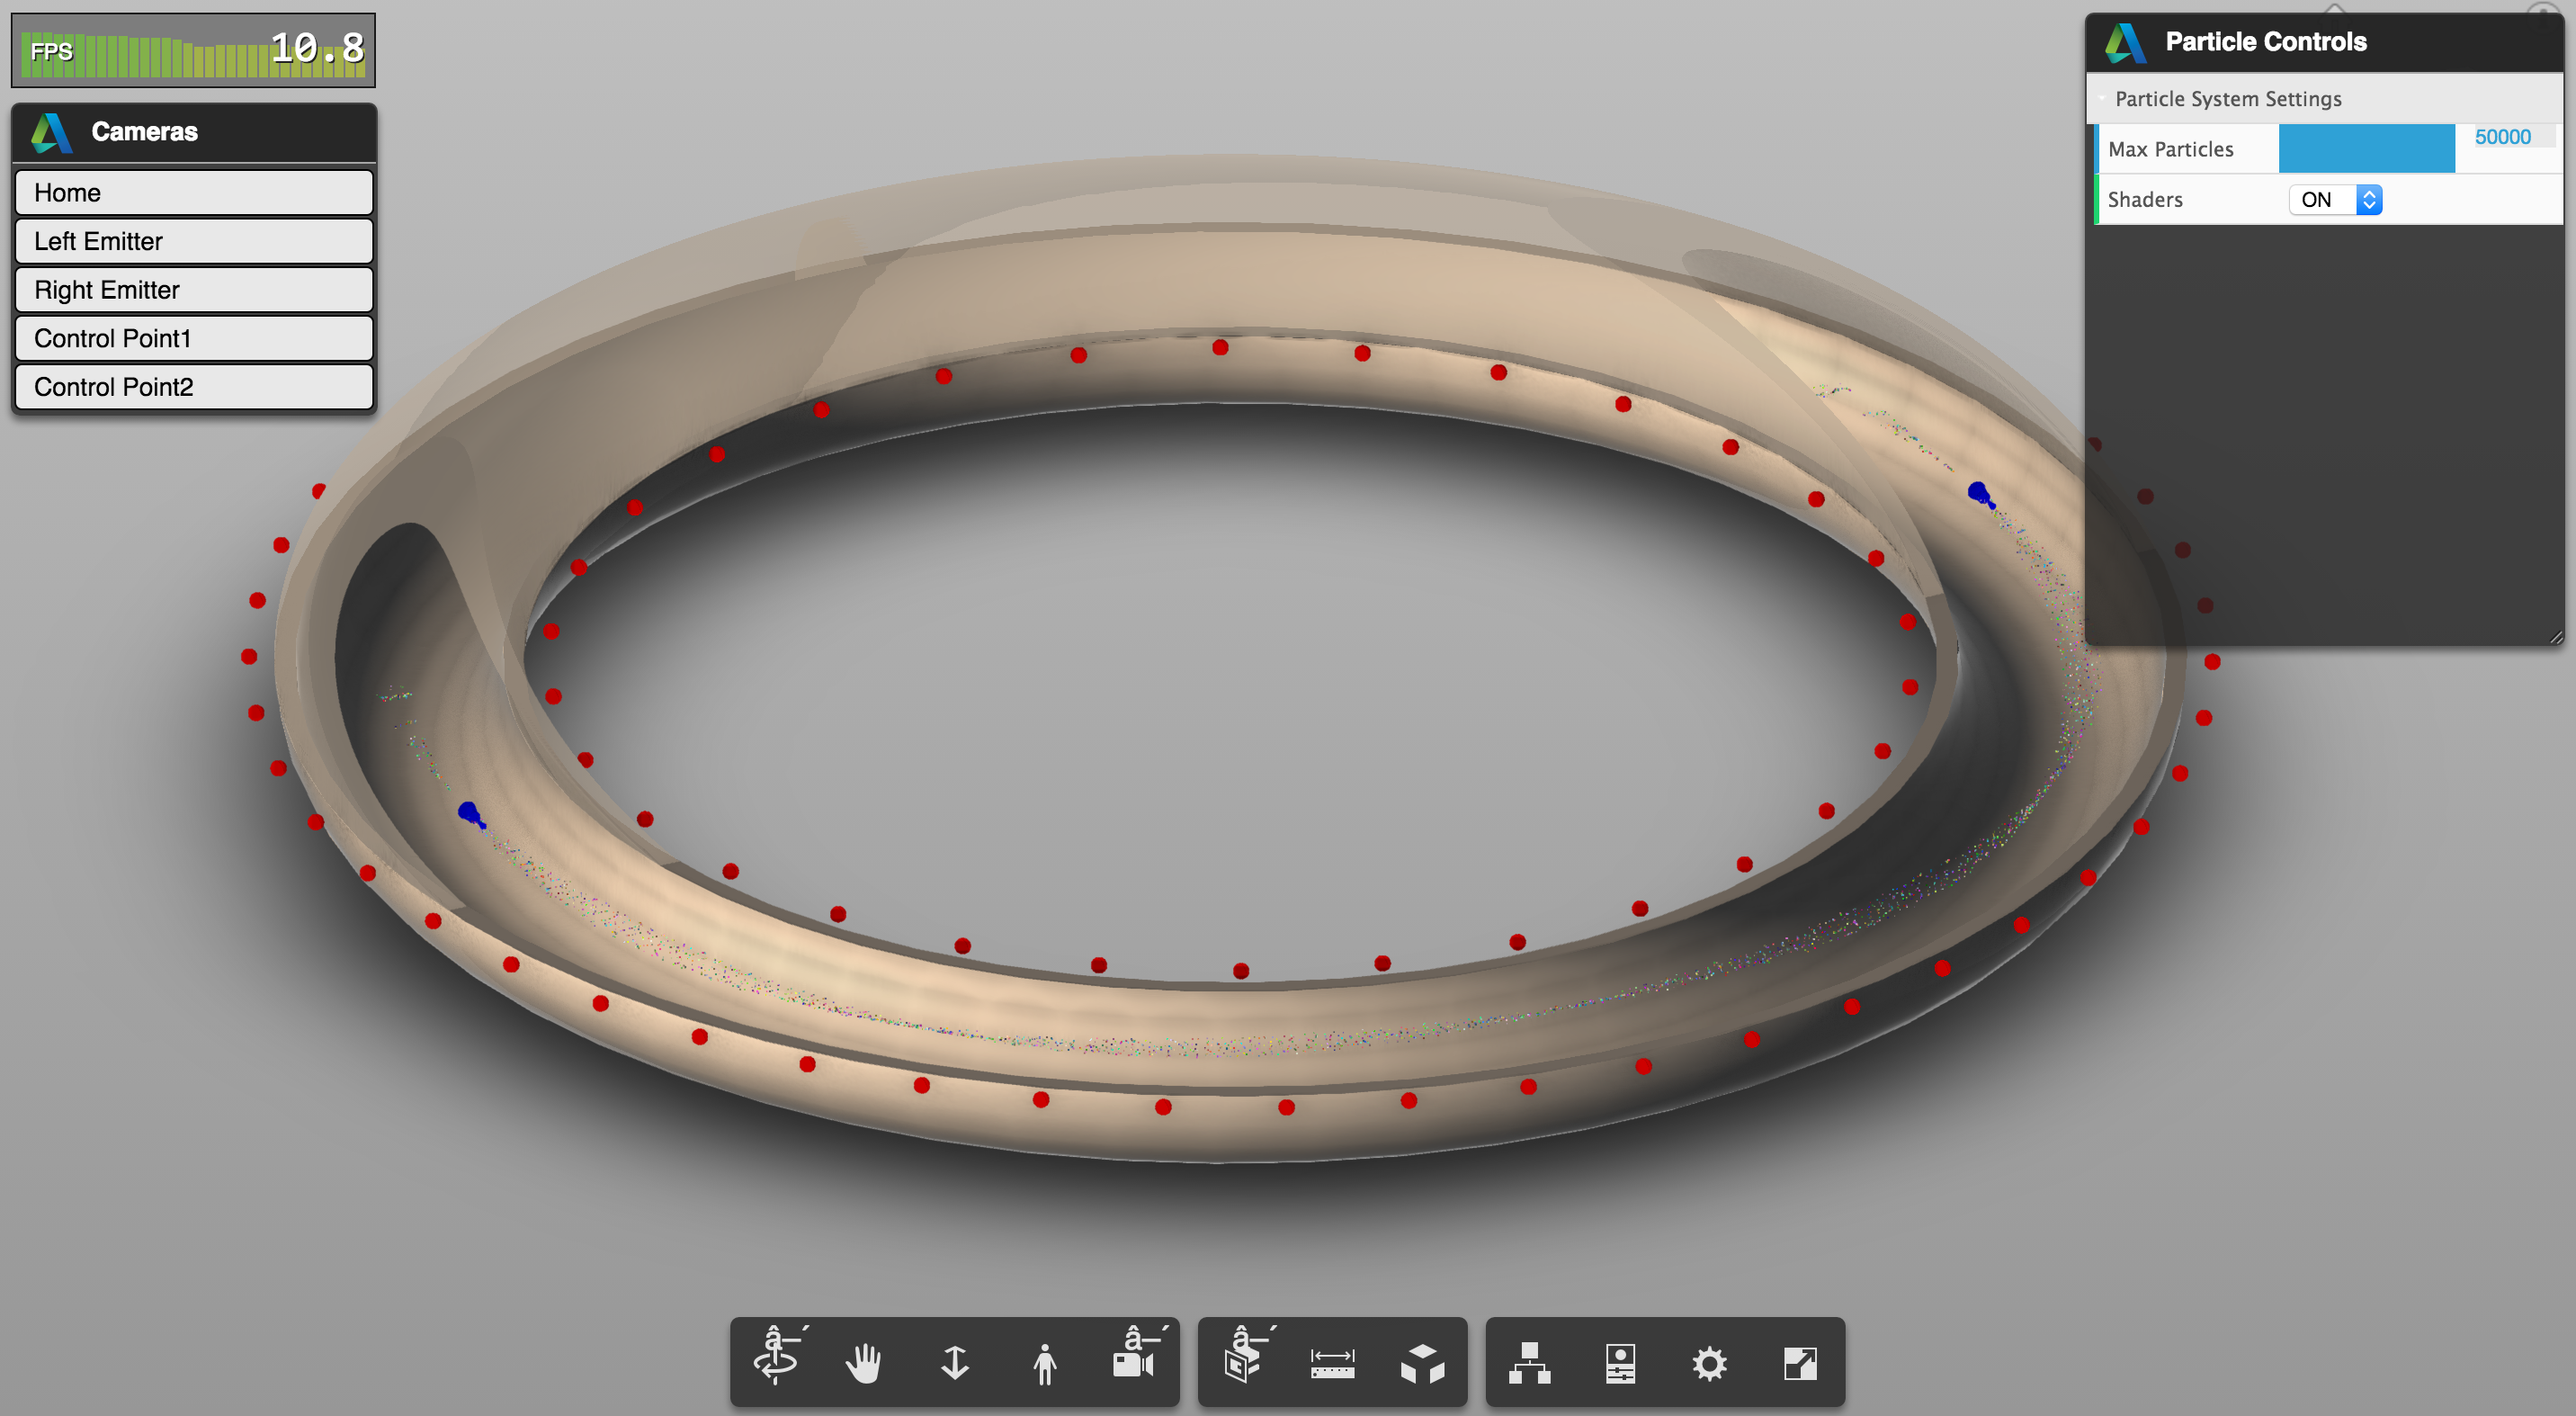 FPS
10.8
Cameras
Home
Left Emitter
Right Emitter
Control Point1
Control Point2
Particle Controls
Particle System Settings
Max Particles
50000
Shaders
ON
â–´
â–´
â–´